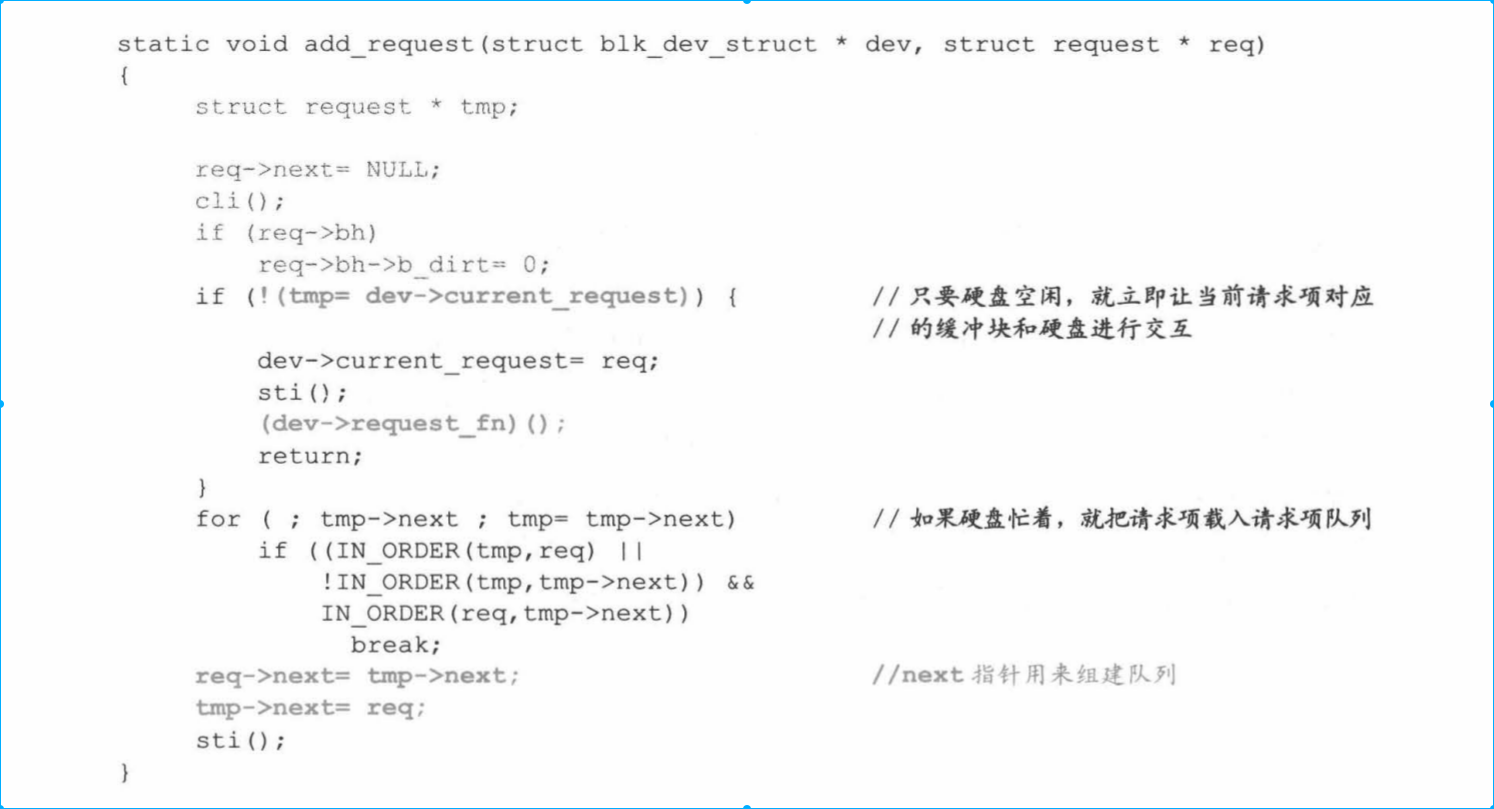 static void add_request(struct blk_dev_struct * dev, struct request * req)
{
struct request * tmp;
req->next= NULL;
cli();
if (req->bh)
req->bh->b_dirt= 0;
if (!(tmp= dev->current_request)) { // 只要硬盘空闲，就立即让当前请求项对应
// 的缓冲块和硬盘进行交互
dev->current_request= req;
sti();
(dev->request_fn)();
return;
}
for ( ; tmp->next ; tmp= tmp->next) // 如果硬盘忙着，就把请求项载入请求项队列
if ((IN_ORDER(tmp,req) ||
!IN_ORDER(tmp,tmp->next)) &&
IN_ORDER(req,tmp->next))
break;
req->next= tmp->next; //next 指针用来组建队列
tmp->next= req;
sti();
}